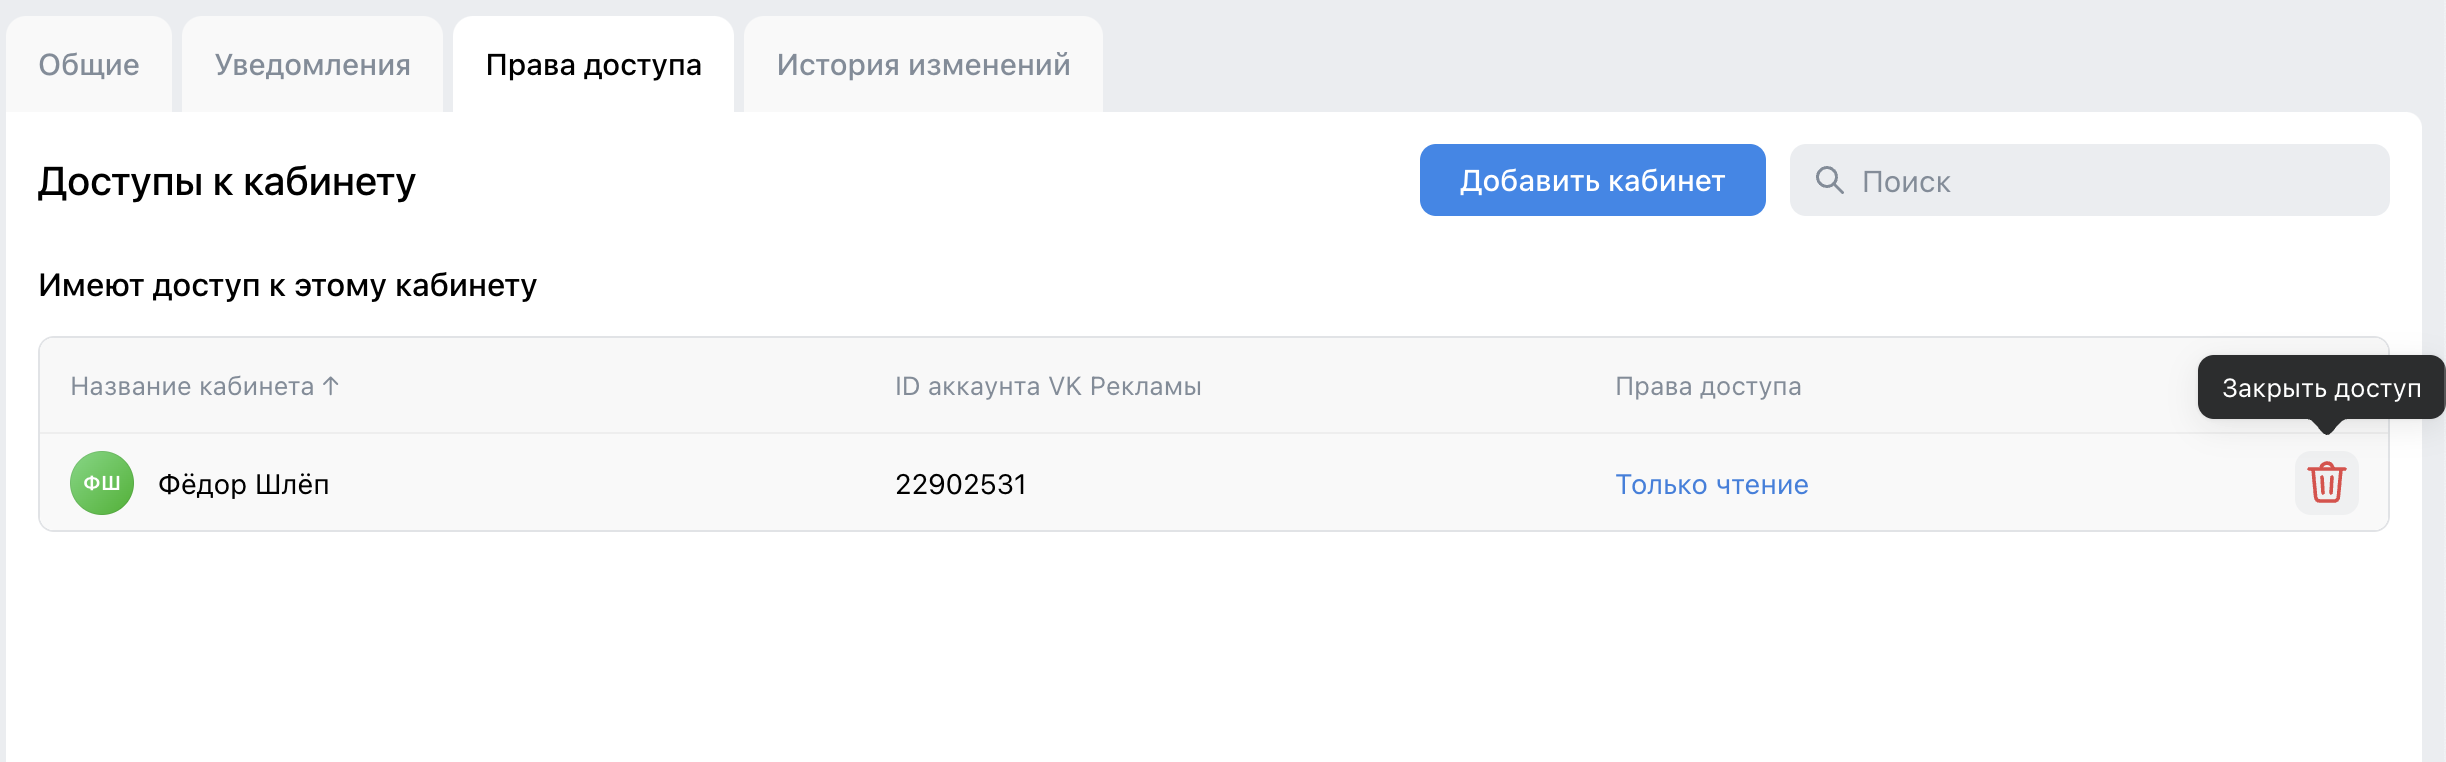 Общие Уведомления Права доступа История изменений
Доступы к кабинету Добавить кабинет Поиск
Имеют доступ к этому кабинету
Название кабинета ↑ ID аккаунта VK Рекламы Права доступа Закрыть доступ
ФШ Фёдор Шлёп 22902531 Только чтение